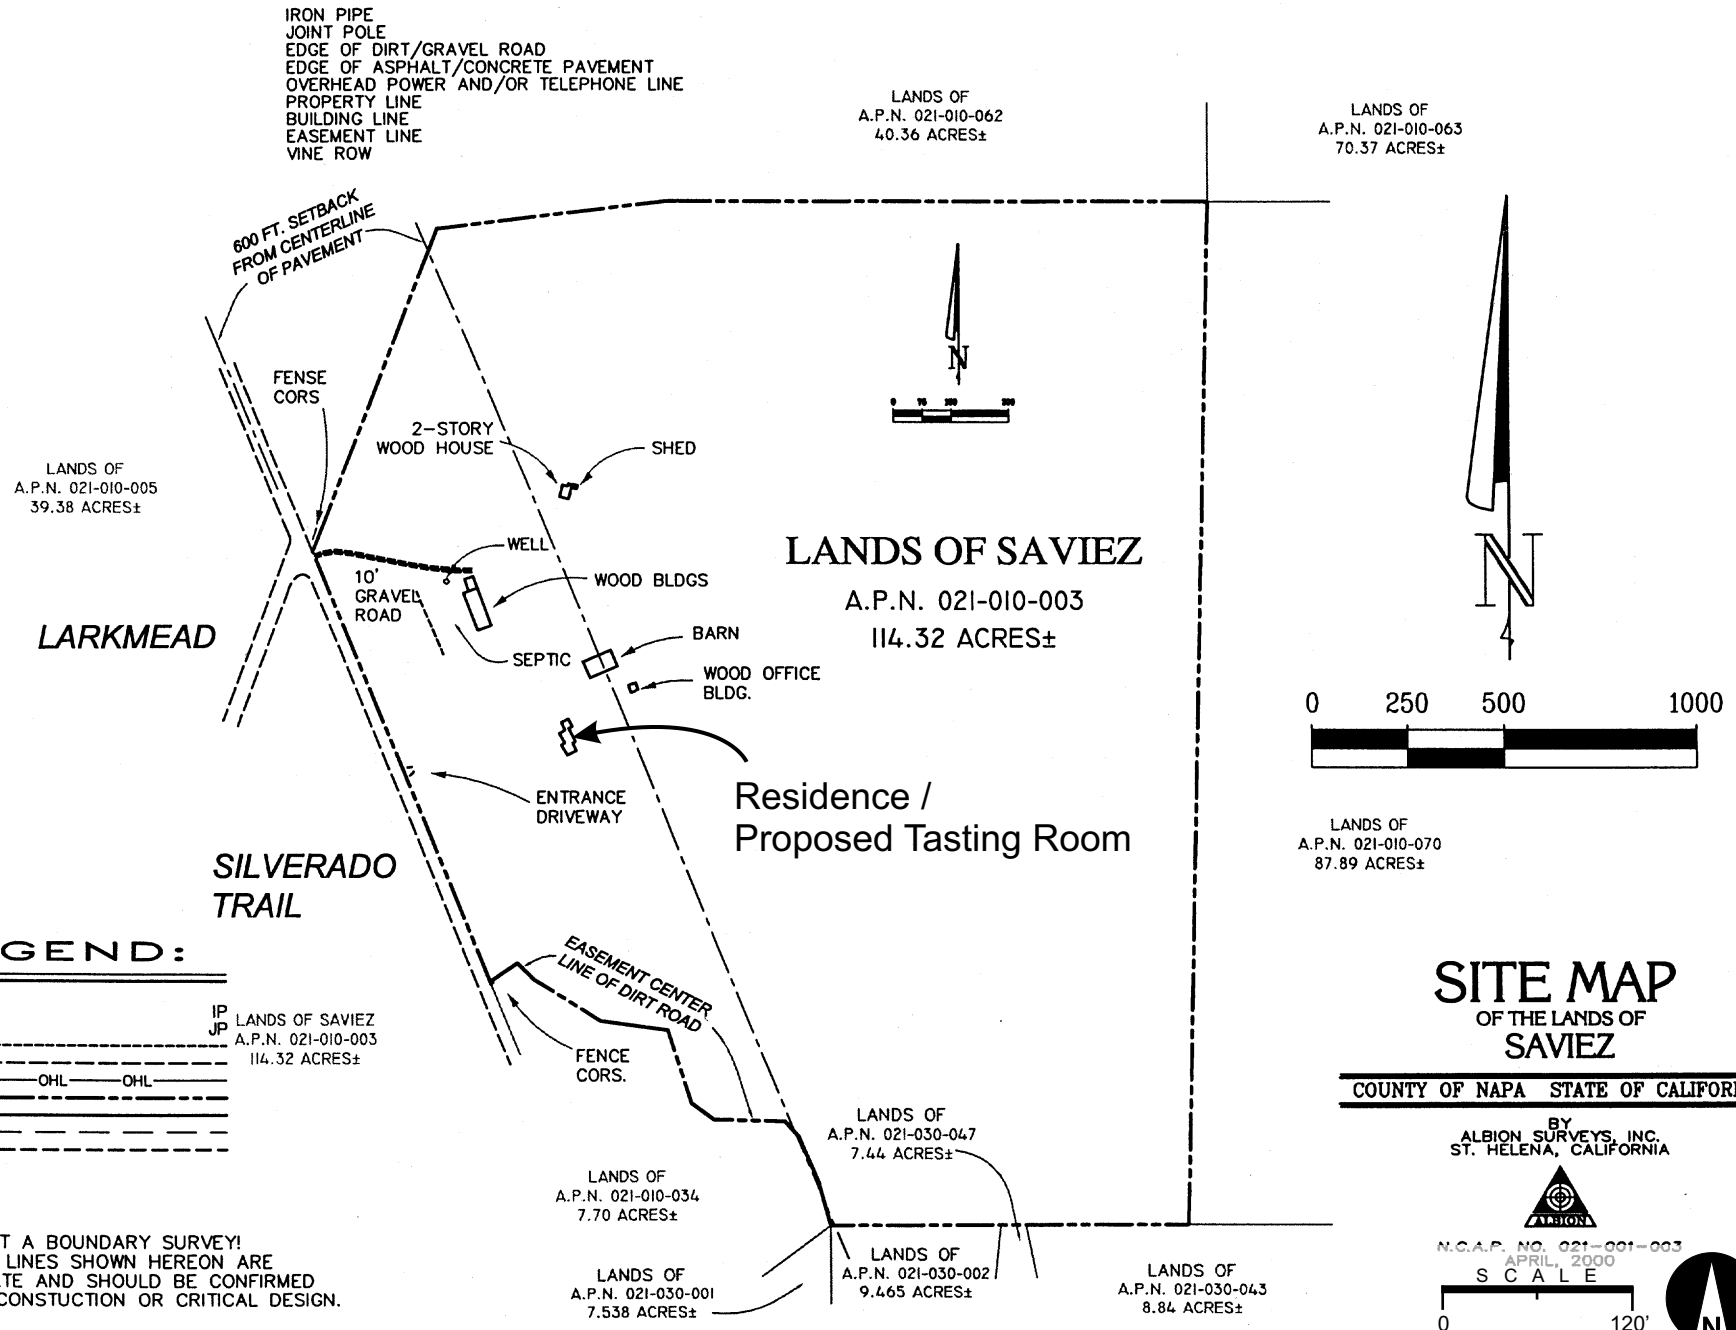 IRON PIPE
JOINT POLE
EDGE OF DIRT/GRAVEL ROAD
EDGE OF ASPHALT/CONCRETE PAVEMENT
OVERHEAD POWER AND/OR TELEPHONE LINE
PROPERTY LINE
BUILDING LINE
EASEMENT LINE
VINE ROW
LANDS OF
A.P.N. 021-010-062
40.36 ACRES±
LANDS OF
A.P.N. 021-010-063
70.37 ACRES±
600 FT. SETBACK
FROM CENTERLINE
OF PAVEMENT
FENSE
CORS
2-STORY
WOOD HOUSE
SHED
N
LANDS OF
A.P.N. 021-010-005
39.38 ACRES±
WELL
10'
GRAVEL
ROAD
WOOD BLDGS
LANDS OF SAVIEZ
A.P.N. 021-010-003
114.32 ACRES±
N
LARKMEAD
SEPTIC
BARN
WOOD OFFICE
BLDG.
0 250 500 1000
ENTRANCE
DRIVEWAY
Residence /
Proposed Tasting Room
LANDS OF
A.P.N. 021-010-070
87.89 ACRES±
SILVERADO
TRAIL
GEND:
IP
JP
OHL OHL
LANDS OF SAVIEZ
A.P.N. 021-010-003
114.32 ACRES±
EASEMENT CENTER
LINE OF DIRT ROAD
FENCE
CORS.
SITE MAP
OF THE LANDS OF
SAVIEZ
COUNTY OF NAPA STATE OF CALIFOR
BY
ALBION SURVEYS, INC.
ST. HELENA, CALIFORNIA
ALBION
N.C.A.P. NO. 021-001-003
APRIL, 2000
SCALE
0 120'
N
LANDS OF
A.P.N. 021-030-047
7.44 ACRES±
LANDS OF
A.P.N. 021-010-034
7.70 ACRES±
LANDS OF
A.P.N. 021-030-001
7.538 ACRES±
LANDS OF
A.P.N. 021-030-002
9.465 ACRES±
LANDS OF
A.P.N. 021-030-043
8.84 ACRES±
T A BOUNDARY SURVEY!
LINES SHOWN HEREON ARE
TE AND SHOULD BE CONFIRMED
CONSTUCTION OR CRITICAL DESIGN.